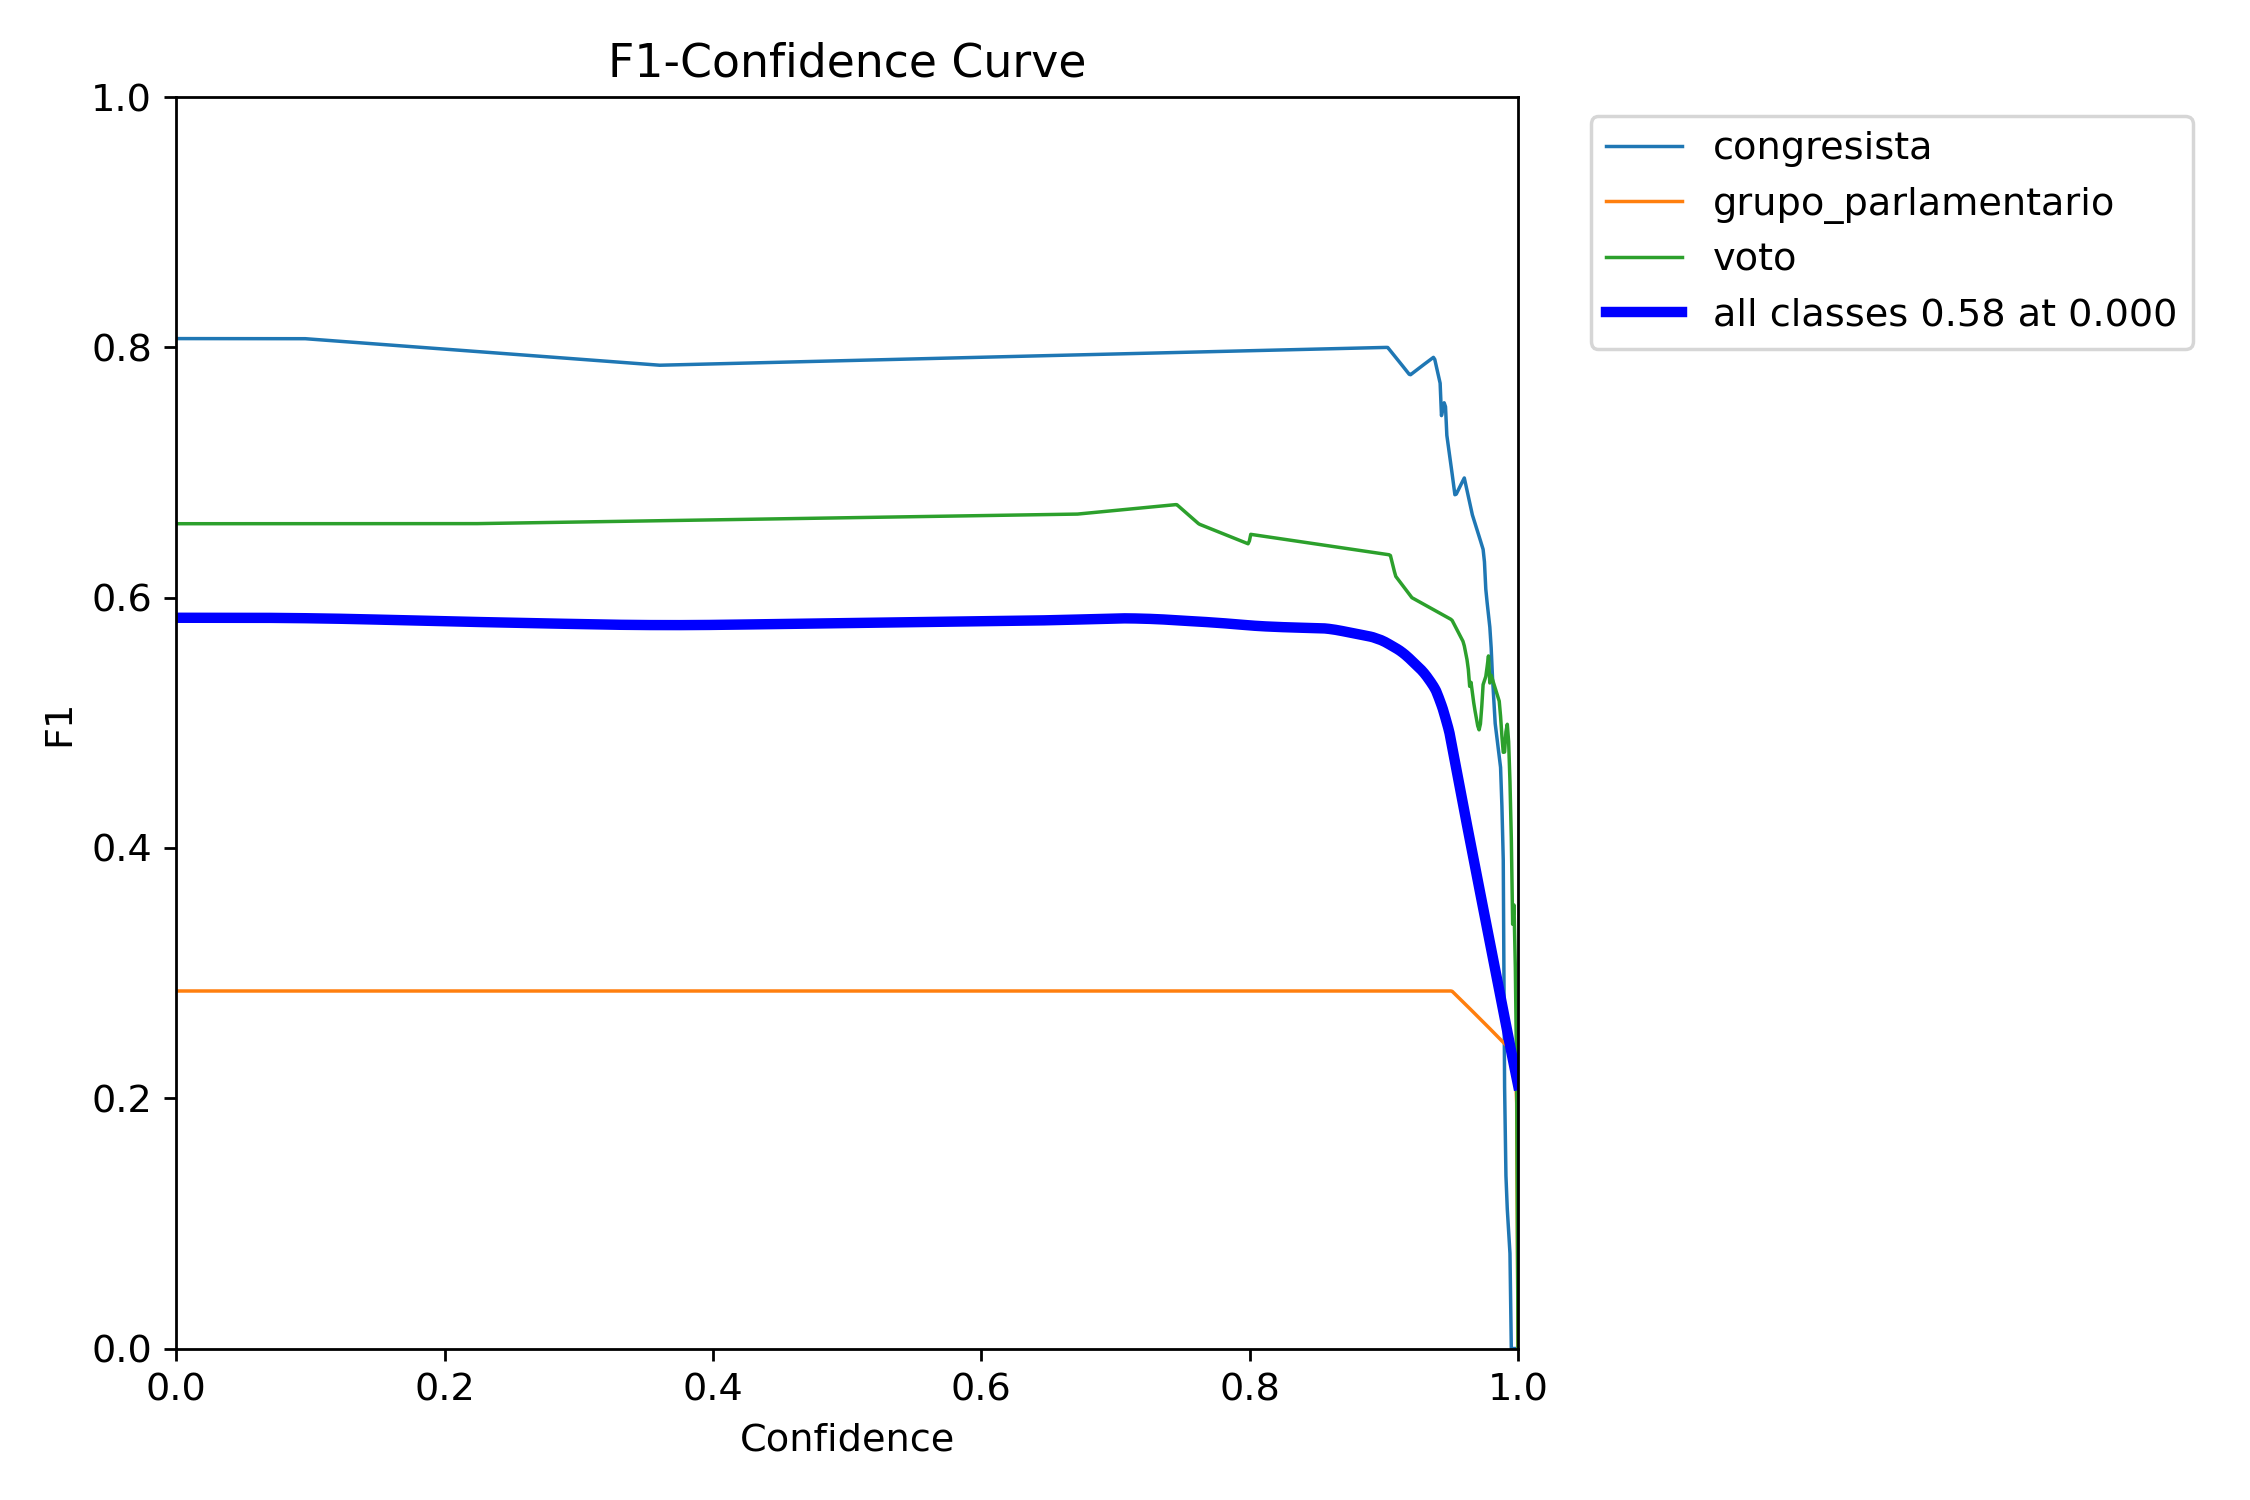 F1-Confidence Curve
1.0
0.8
0.6
0.4
0.2
0.0
F1
0.0 0.2 0.4 0.6 0.8 1.0
Confidence
congresista
grupo_parlamentario
voto
all classes 0.58 at 0.000